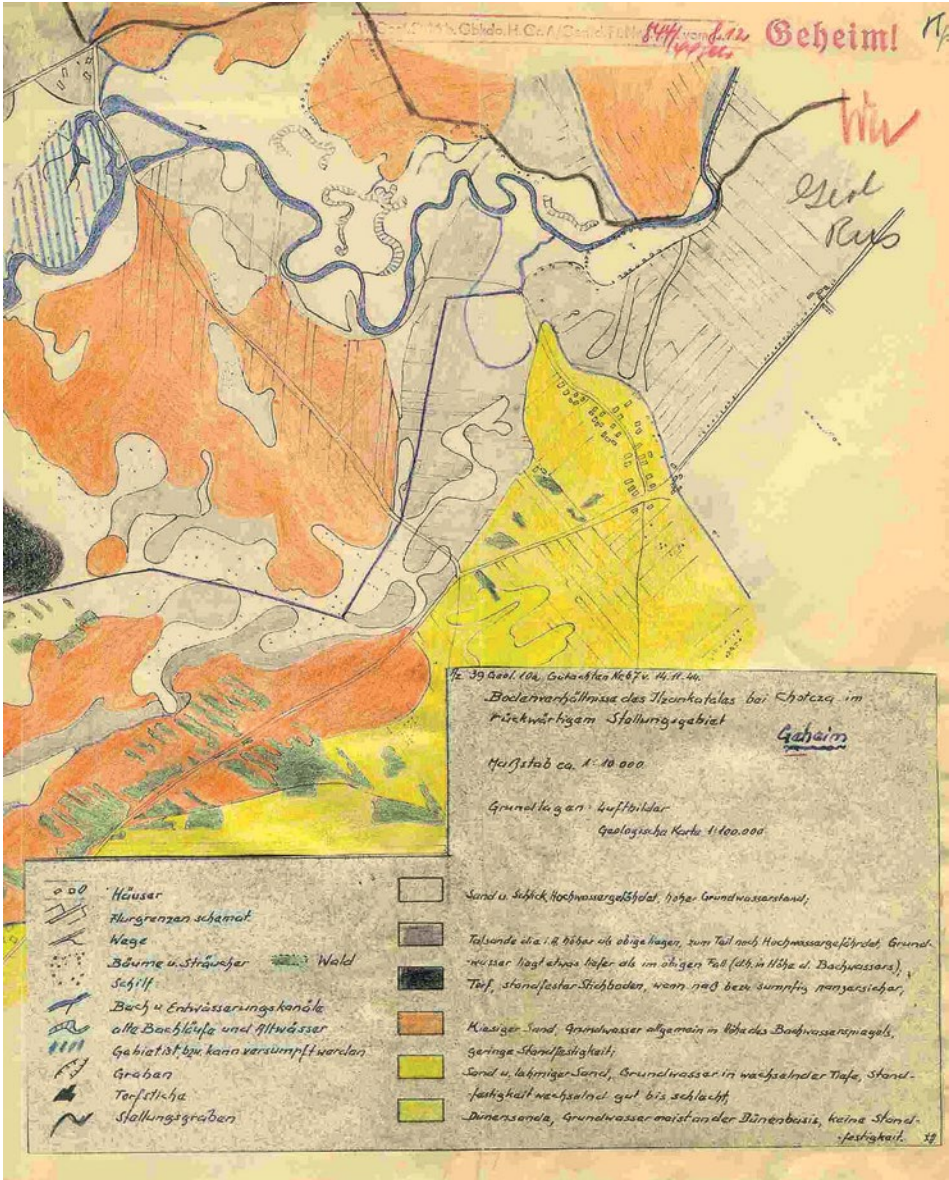 Geheim!
Geol
Az 39 Geol. 10a, Gutachten Nr. 67 v. 14.11.44.
Bodenverhältnisse des Ilzankatales bei Chotcza im
rückwärtigem Stellungsgebiet
Geheim
Maßstab ca. 1:10 000
Grundlagen: Luftbilder
Geologische Karte 1:100.000
Häuser
Flurgrenzen schemat.
Wege
Bäume u. Sträucher
Wald
Schilf
Bach u Entwässerungskanäle
alte Bachläufe und Altwässer
Gebiet ist, bzw. kann versumpft werden
Graben
Torfstiche
Stellungsgraben
Sand u. Schlick, Hochwassergefährdet, hoher Grundwasserstand;
Talsande die i.a. höher als obige liegen, zum Teil noch Hochwassergefährdet, Grund-
wasser liegt etwas tiefer als im obigen Fall (d.h. in Höhe d. Bachwassers),
Torf, standfester Stichboden, wenn naß bezw sumpfig panzersicher,
Kiesiger Sand, Grundwasser allgemein in Höhe des Bachwasserspiegels,
geringe Standfestigkeit;
Sand u. lehmiger Sand, Grundwasser in wechselnder Tiefe, Stand-
festigkeit wechselnd gut bis schlecht,
Dünensande, Grundwasser meist an der Dünenbasis, keine Stand-
festigkeit.